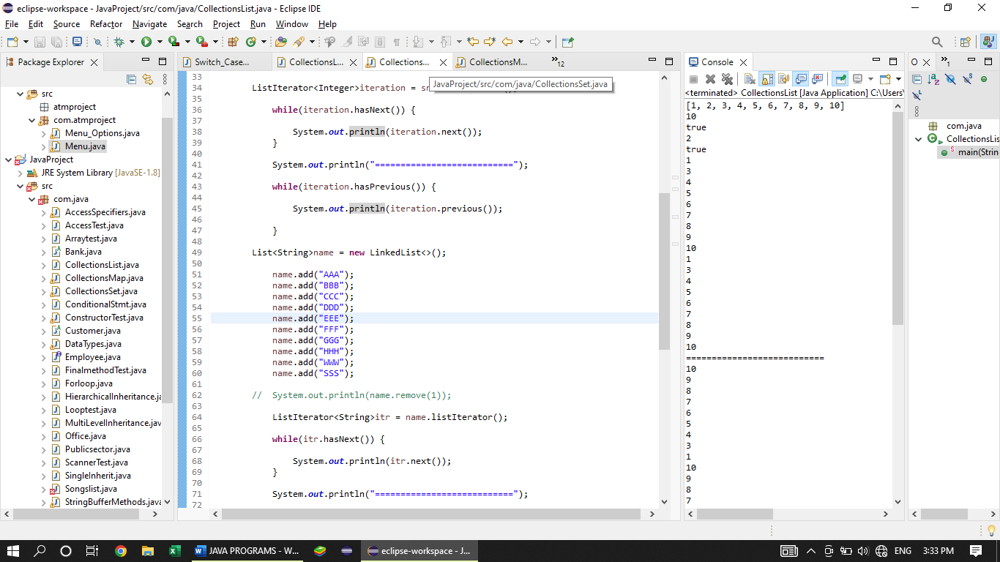 eclipse-workspace - JavaProject/src/com/java/CollectionsList.java - Eclipse IDE
File Edit Source Refactor Navigate Search Project Run Window Help
Package Explorer
src
atmproject
com.atmproject
Menu_Options.java
Menu.java
JavaProject
JRE System Library [JavaSE-1.8]
src
com.java
AccessSpecifiers.java
AccessTest.java
Arraytest.java
Bank.java
CollectionsList.java
CollectionsMap.java
CollectionsSet.java
ConditionalStmt.java
ConstructorTest.java
Customer.java
DataTypes.java
Employee.java
FinalmethodTest.java
Forloop.java
HierarchicalInheritance.ja
Looptest.java
MultiLevelInheritance.jav
Office.java
Publicsector.java
ScannerTest.java
SingleInherit.java
Songslist.java
StringBufferMethods.java
Switch_Case... CollectionsL... Collections... CollectionsM... »12
JavaProject/src/com/java/CollectionsSet.java
33
34 ListIterator<Integer>iteration =
35
36 while(iteration.hasNext()) {
37
38 System.out.println(iteration.next());
39 }
40
41 System.out.println("===========================");
42
43 while(iteration.hasPrevious()) {
44
45 System.out.println(iteration.previous());
46
47 }
48
49 List<String>name = new LinkedList<>();
50
51 name.add("AAA");
52 name.add("BBB");
53 name.add("CCC");
54 name.add("DDD");
55 name.add("EEE");
56 name.add("FFF");
57 name.add("GGG");
58 name.add("HHH");
59 name.add("WWW");
60 name.add("SSS");
61
62 // System.out.println(name.remove(1));
63
64 ListIterator<String>itr = name.listIterator();
65
66 while(itr.hasNext()) {
67
68 System.out.println(itr.next());
69 }
70
71 System.out.println("===========================");
72
Console
<terminated> CollectionsList [Java Application] C:\Users\
[1, 2, 3, 4, 5, 6, 7, 8, 9, 10]
10
true
2
true
1
3
4
5
6
7
8
9
10
1
3
4
5
6
7
8
9
10
===========================
10
9
8
7
6
5
4
3
1
10
9
8
7
O »1
com.java
CollectionsLis
main(Strin
JAVA PROGRAMS - W...
eclipse-workspace - J...
ENG 3:33 PM